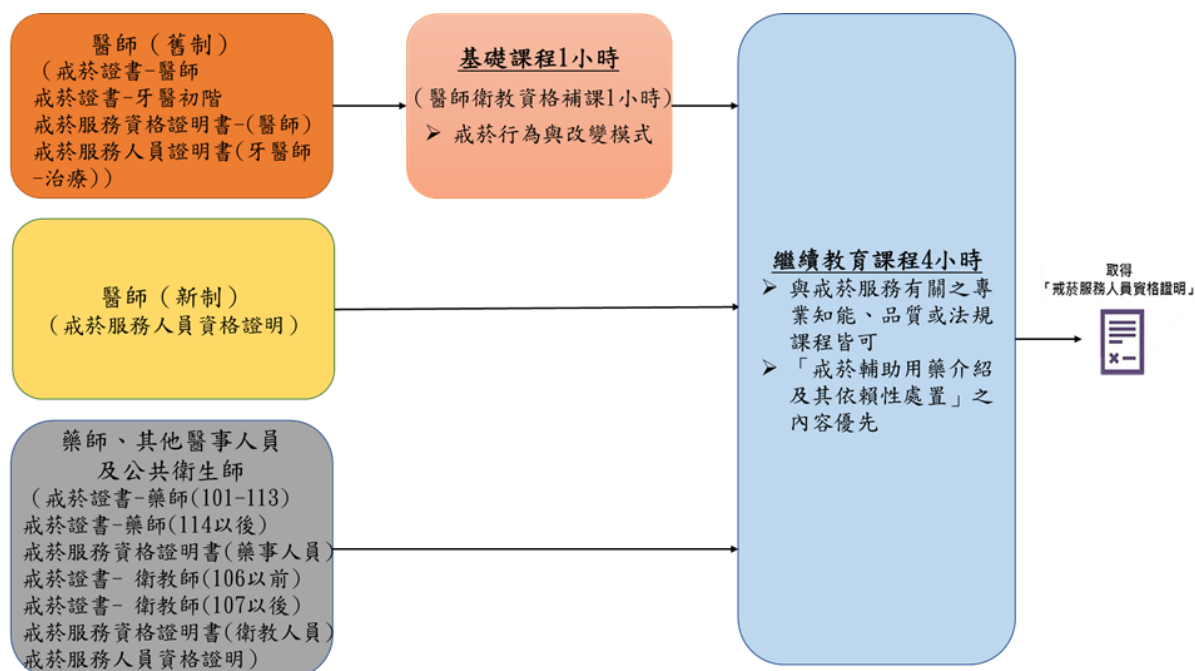 醫師（舊制）
（戒菸證書-醫師
戒菸證書-牙醫初階
戒菸服務資格證明書-(醫師)
戒菸服務人員證明書(牙醫師
-治療)）
基礎課程1小時
（醫師衛教資格補課1小時）
➢ 戒菸行為與改變模式
醫師（新制）
（戒菸服務人員資格證明）
藥師、其他醫事人員
及公共衛生師
（戒菸證書-藥師(101-113)
戒菸證書-藥師(114以後)
戒菸服務資格證明書(藥事人員)
戒菸證書- 衛教師(106以前)
戒菸證書- 衛教師(107以後)
戒菸服務資格證明書(衛教人員)
戒菸服務人員資格證明）
繼續教育課程4小時
➢ 與戒菸服務有關之專
業知能、品質或法規
課程皆可
➢ 「戒菸輔助用藥介紹
及其依賴性處置」之
內容優先
取得
「戒菸服務人員資格證明」